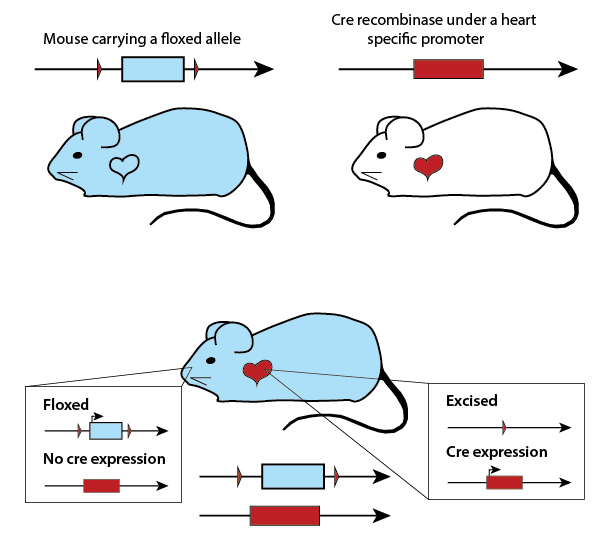 Mouse carrying a floxed allele
Cre recombinase under a heart
specific promoter
Floxed
No cre expression
Excised
Cre expression